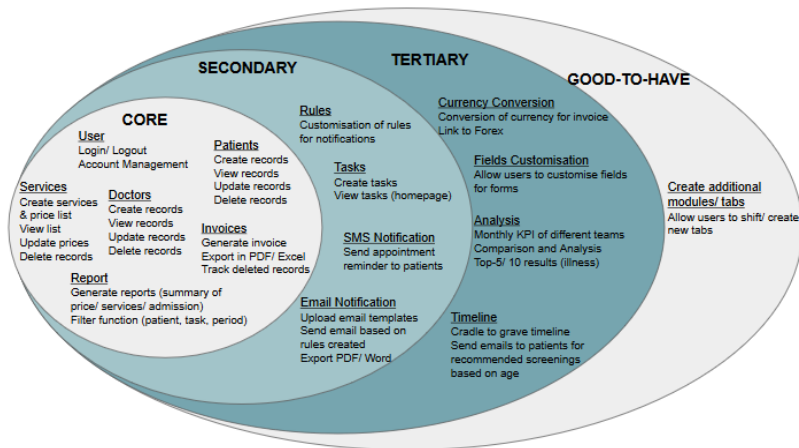 CORE
User
Login/ Logout
Account Management
Patients
Create records
View records
Update records
Delete records
Services
Create services
& price list
View list
Update prices
Delete records
Doctors
Create records
View records
Update records
Delete records
Invoices
Generate invoice
Export in PDF/ Excel
Track deleted records
Report
Generate reports (summary of
price/ services/ admission)
Filter function (patient, task, period)
SECONDARY
Rules
Customisation of rules
for notifications
Tasks
Create tasks
View tasks (homepage)
SMS Notification
Send appointment
reminder to patients
Email Notification
Upload email templates
Send email based on
rules created
Export PDF/ Word
TERTIARY
Currency Conversion
Conversion of currency for invoice
Link to Forex
Fields Customisation
Allow users to customise fields
for forms
Analysis
Monthly KPI of different teams
Comparison and Analysis
Top-5/ 10 results (illness)
Timeline
Cradle to grave timeline
Send emails to patients for
recommended screenings
based on age
GOOD-TO-HAVE
Create additional
modules/ tabs
Allow users to shift/ create
new tabs